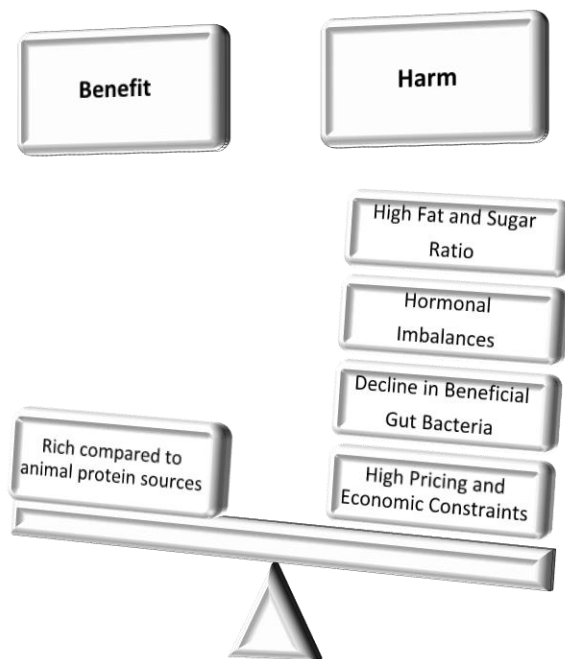 Benefit
Harm
High Fat and Sugar
Ratio
Hormonal
Imbalances
Decline in Beneficial
Gut Bacteria
Rich compared to
animal protein sources
High Pricing and
Economic Constraints